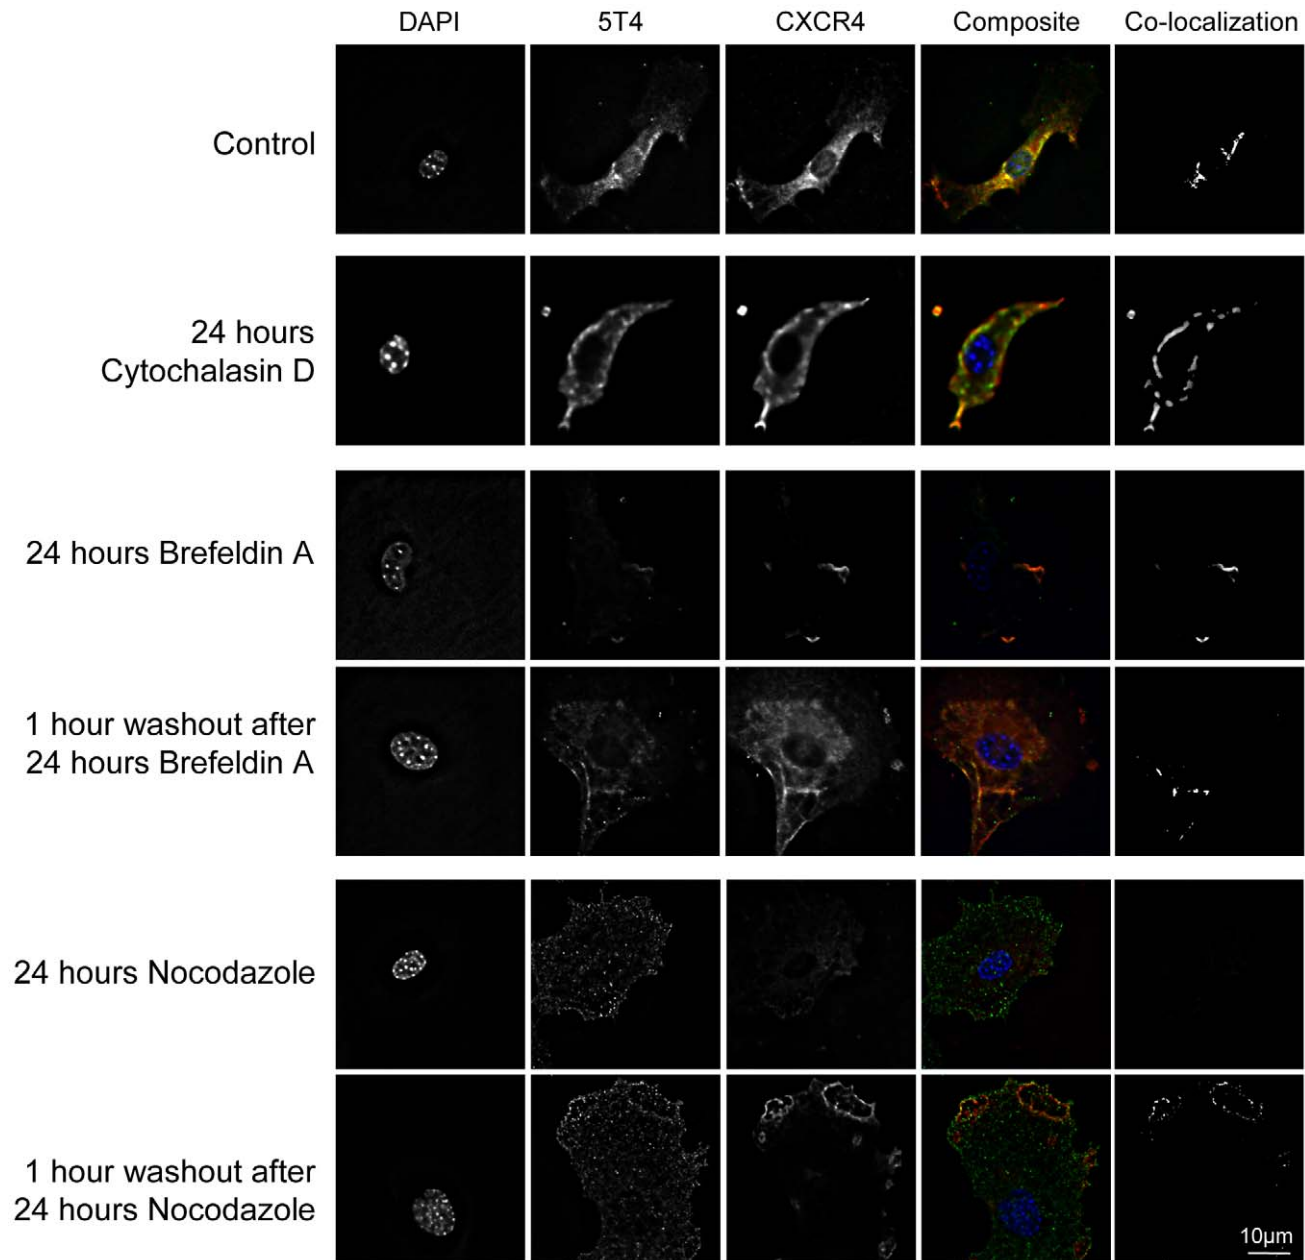 DAPI 5T4 CXCR4 Composite Co-localization
Control
24 hours
Cytochalasin D
24 hours Brefeldin A
1 hour washout after
24 hours Brefeldin A
24 hours Nocodazole
1 hour washout after
24 hours Nocodazole
10µm